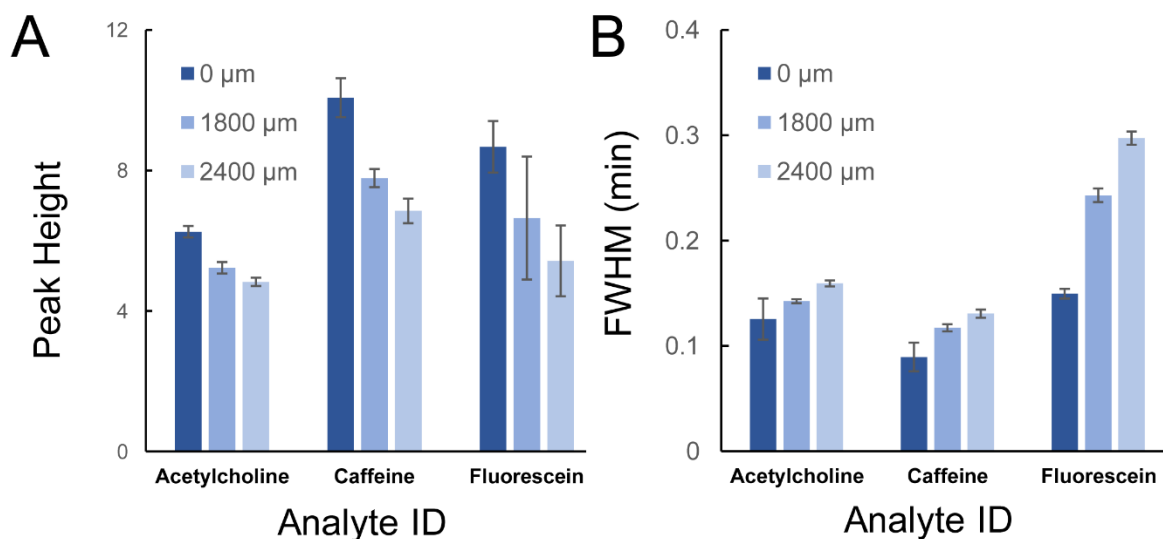 A
Peak Height
12
8
4
0
0 μm
1800 μm
2400 μm
Acetylcholine Caffeine Fluorescein
Analyte ID
B
FWHM (min)
0.4
0.3
0.2
0.1
0
0 μm
1800 μm
2400 μm
Acetylcholine Caffeine Fluorescein
Analyte ID